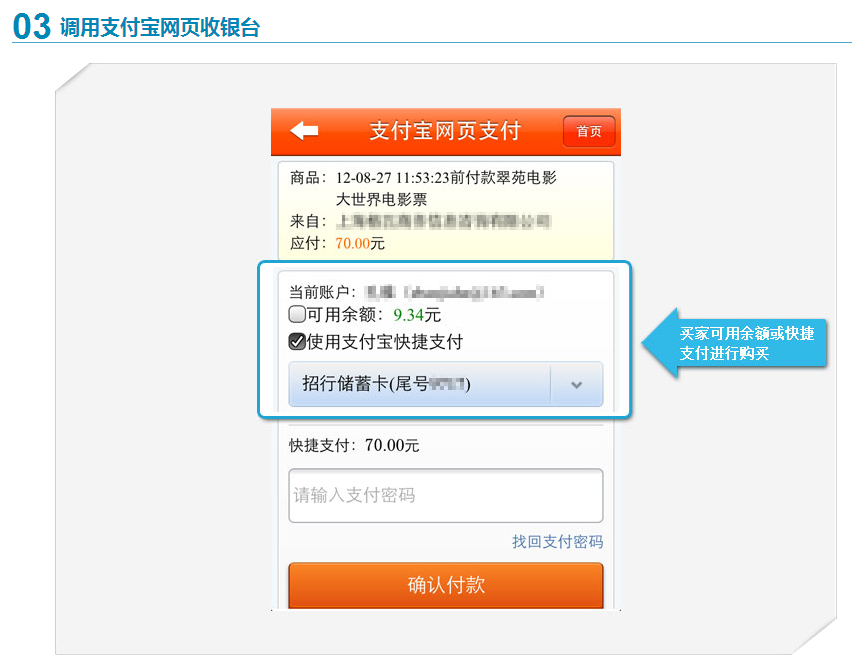 03 调用支付宝网页收银台
支付宝网页支付
首页
商品：12-08-27 11:53:23前付款翠苑电影
大世界电影票
来自：
应付：70.00元
当前账户：
可用余额：9.34元
使用支付宝快捷支付
招行储蓄卡(尾号)
买家可用余额或快捷
支付进行购买
快捷支付：70.00元
请输入支付密码
找回支付密码
确认付款